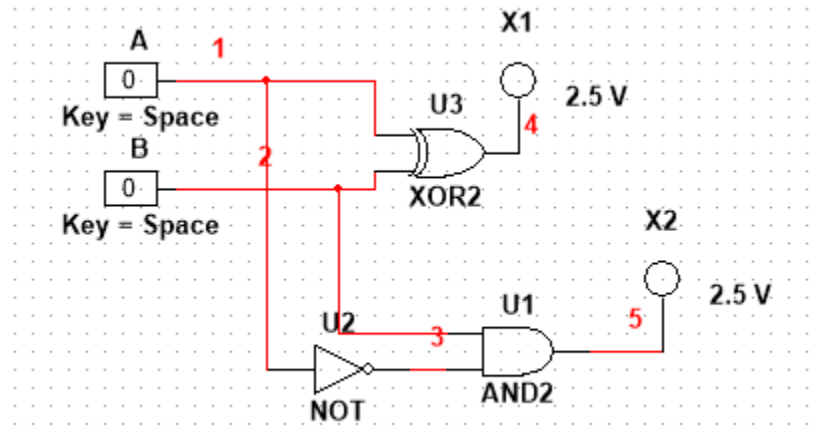 X1
A
1
0
2.5 V
U3
Key = Space
4
B
2
0
XOR2
Key = Space
X2
2.5 V
U1
5
U2
3
AND2
NOT